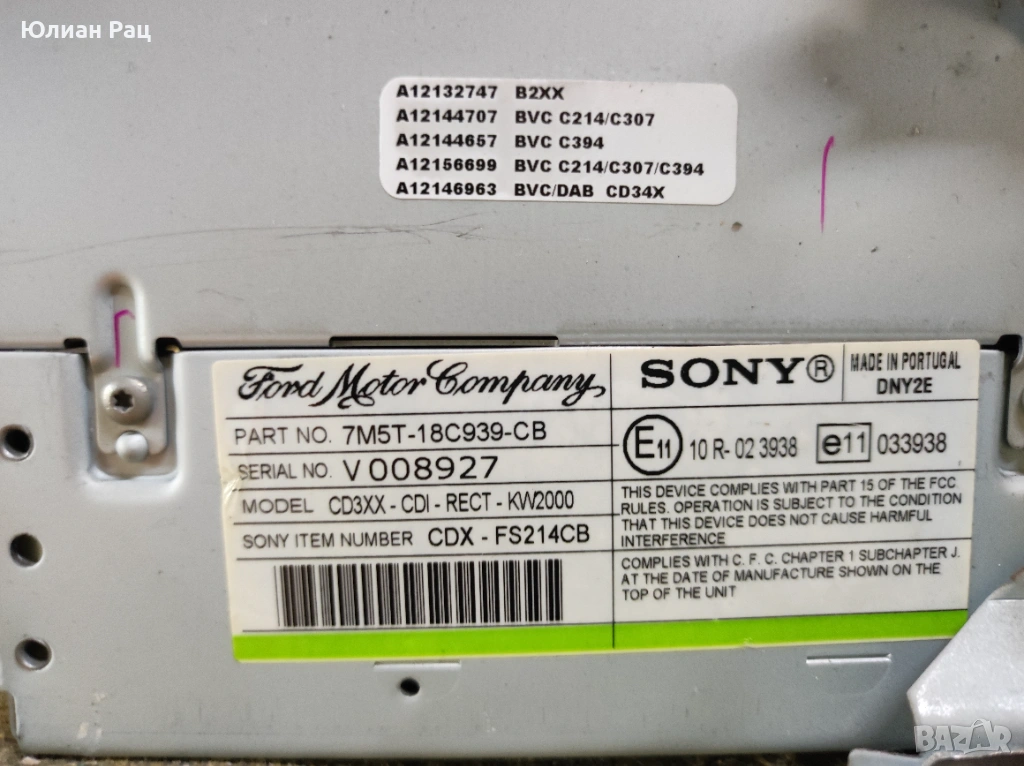 Юлиан Рац
A12132747 B2XX
A12144707 BVC C214/C307
A12144657 BVC C394
A12156699 BVC C214/C307/C394
A12146963 BVC/DAB CD34X
Ford Motor Company
SONY®
MADE IN PORTUGAL
DNY2E
PART NO. 7M5T-18C939-CB
SERIAL NO. V008927
MODEL CD3XX - CDI - RECT - KW2000
SONY ITEM NUMBER CDX - FS214CB
E11 10 R- 02 3938 e11 033938
THIS DEVICE COMPLIES WITH PART 15 OF THE FCC
RULES. OPERATION IS SUBJECT TO THE CONDITION
THAT THIS DEVICE DOES NOT CAUSE HARMFUL
INTERFERENCE
COMPLIES WITH C. F. C. CHAPTER 1 SUBCHAPTER J.
AT THE DATE OF MANUFACTURE SHOWN ON THE
TOP OF THE UNIT
BAZAR